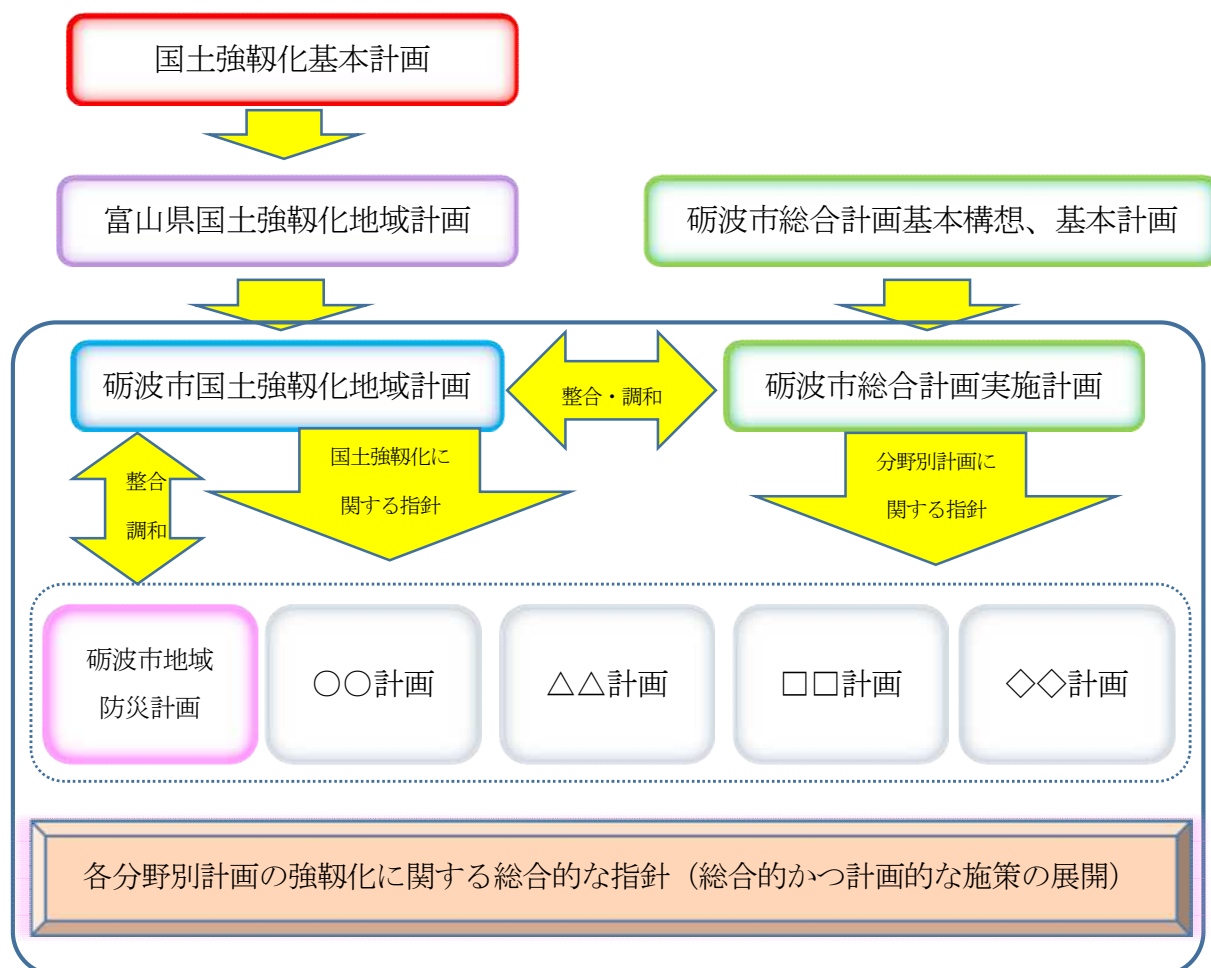 国土強靱化基本計画
富山県国土強靱化地域計画
砺波市総合計画基本構想、基本計画
砺波市国土強靱化地域計画
整合・調和
砺波市総合計画実施計画
整合
調和
国土強靱化に
関する指針
分野別計画に
関する指針
砺波市地域
防災計画
○○計画
△△計画
□□計画
◇◇計画
各分野別計画の強靱化に関する総合的な指針（総合的かつ計画的な施策の展開）